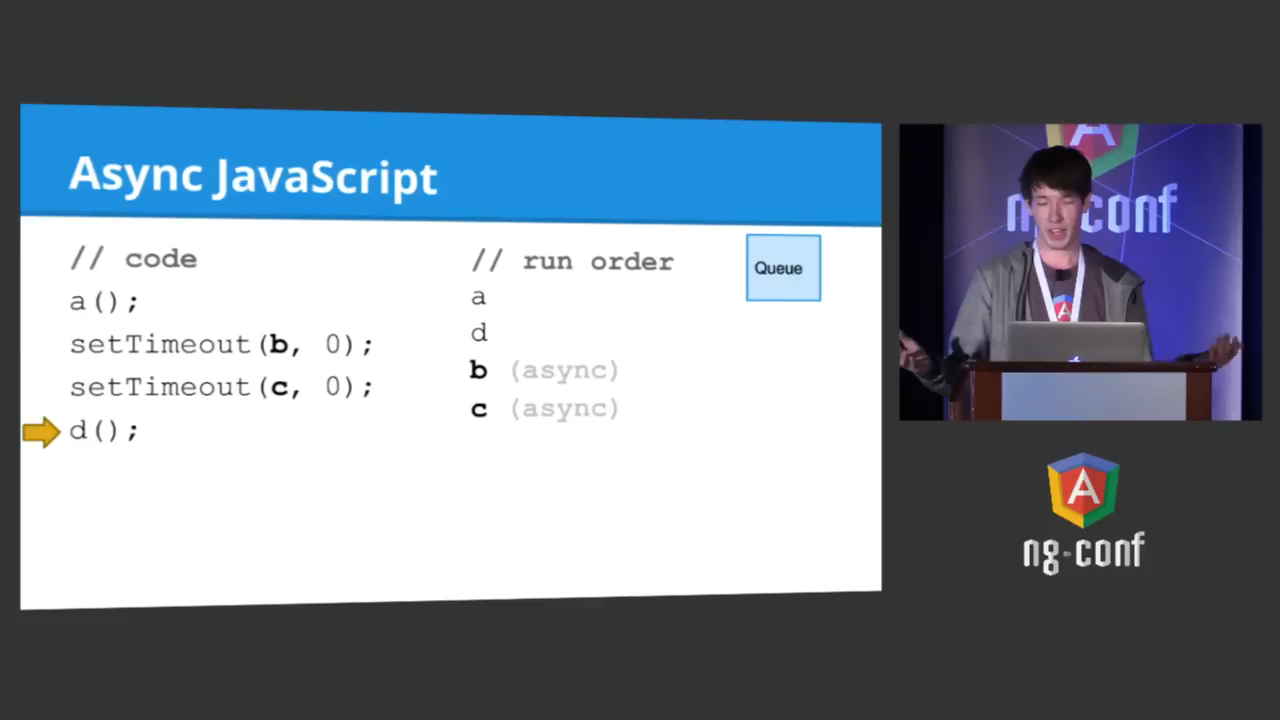 Async JavaScript
// code
a();
setTimeout(b, 0);
setTimeout(c, 0);
d();
// run order
a
d
b (async)
c (async)
Queue
ng-conf
A
ng-conf